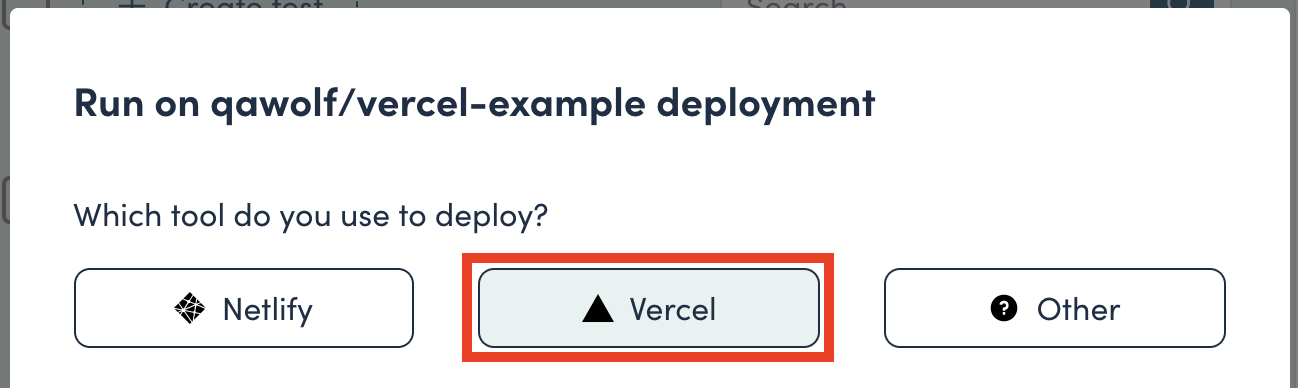 Create test
Search
Run on qawolf/vercel-example deployment
Which tool do you use to deploy?
Netlify
Vercel
? Other